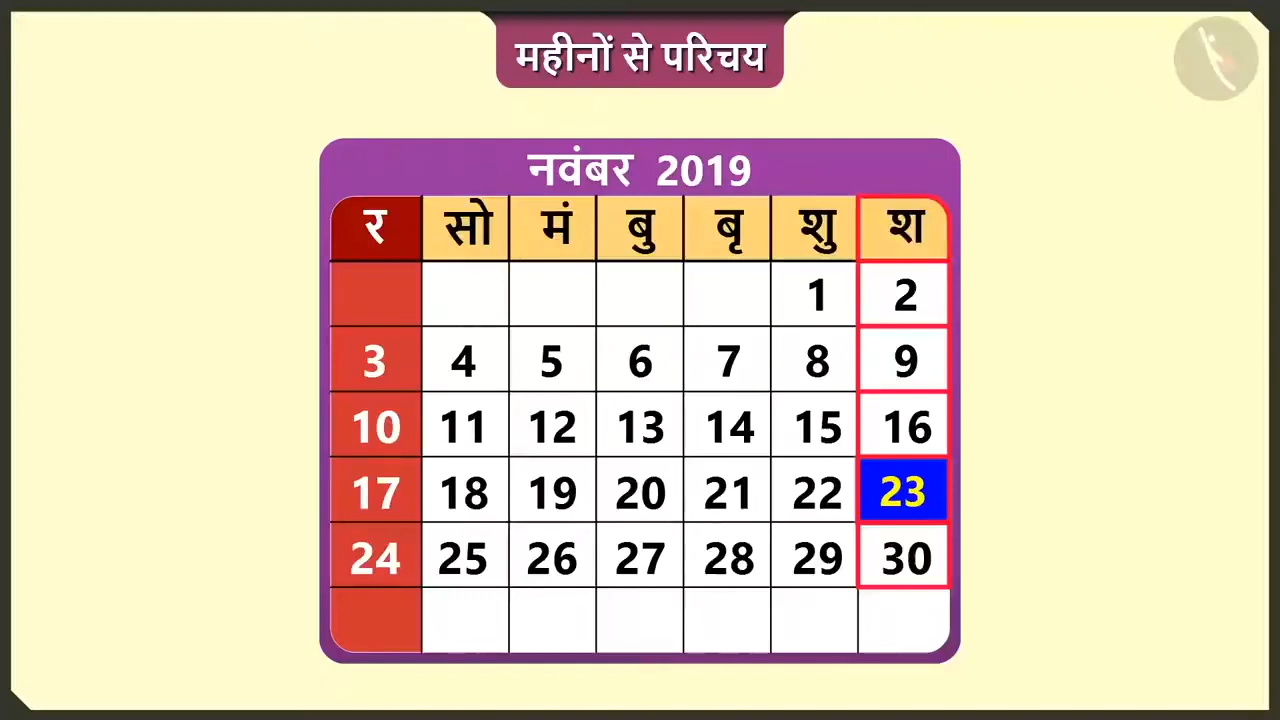 महीनों से परिचय
नवंबर 2019
र सो मं बु बृ शु श
1 2
3 4 5 6 7 8 9
10 11 12 13 14 15 16
17 18 19 20 21 22 23
24 25 26 27 28 29 30